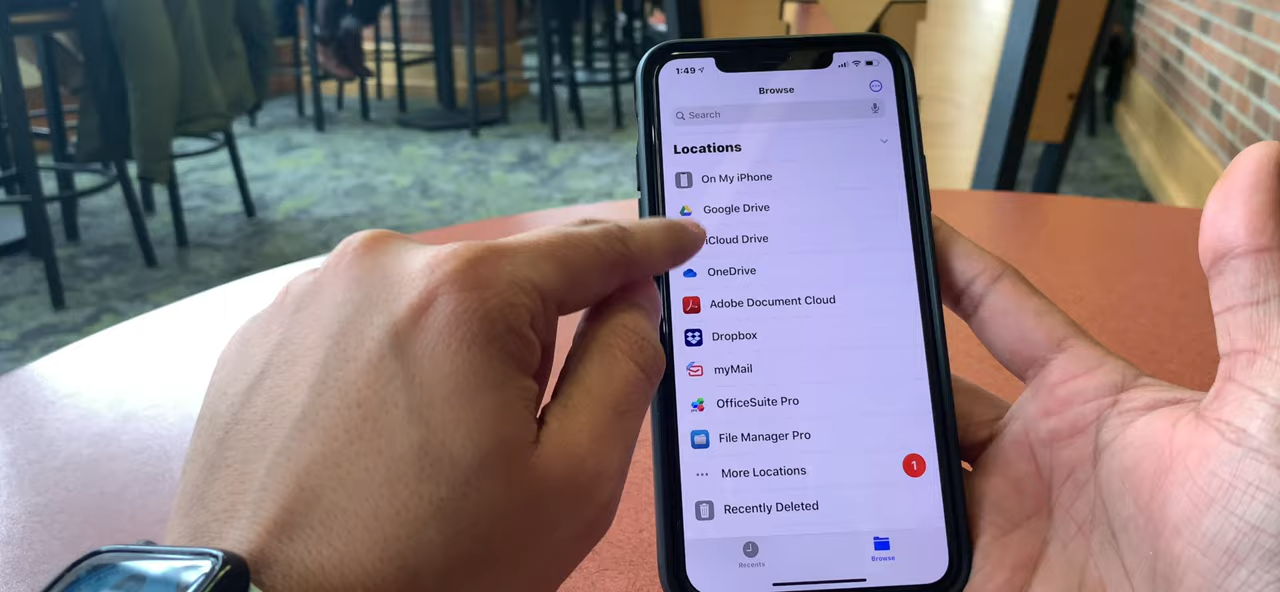 1:49
Browse
Search
Locations
On My iPhone
Google Drive
iCloud Drive
OneDrive
Adobe Document Cloud
Dropbox
myMail
OfficeSuite Pro
File Manager Pro
More Locations
1
Recently Deleted
Recents
Browse